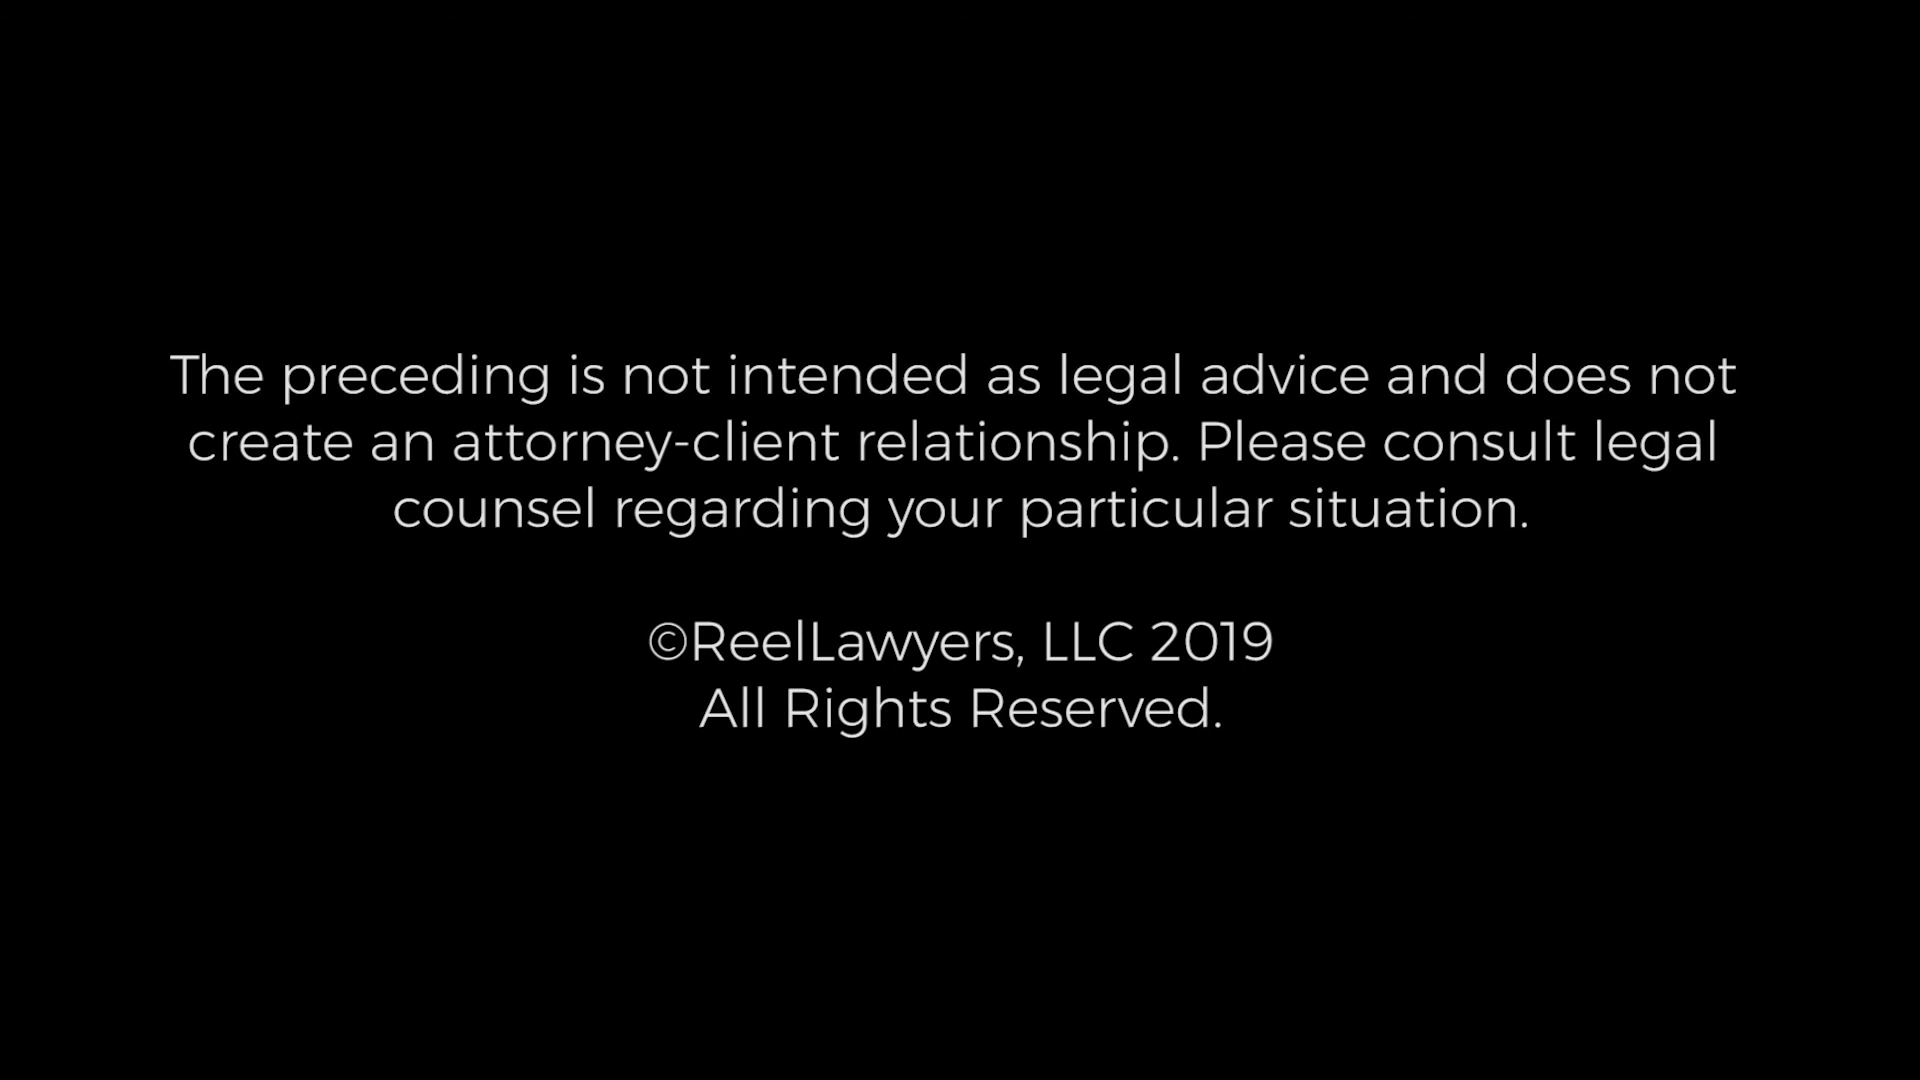 The preceding is not intended as legal advice and does not
create an attorney-client relationship. Please consult legal
counsel regarding your particular situation.
©ReelLawyers, LLC 2019
All Rights Reserved.